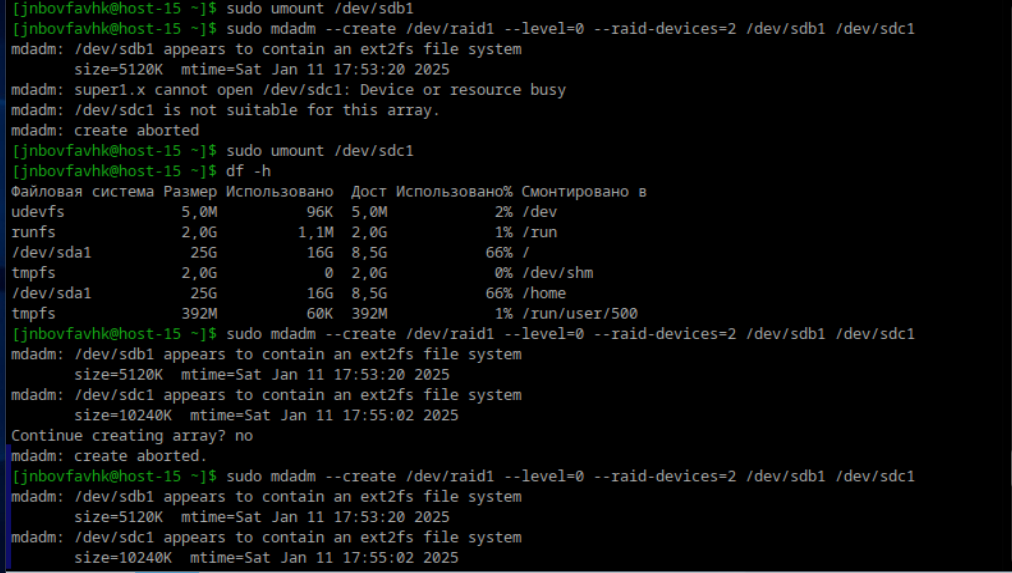 [jnbovfavhk@host-15 ~]$ sudo umount /dev/sdb1
[jnbovfavhk@host-15 ~]$ sudo mdadm --create /dev/raid1 --level=0 --raid-devices=2 /dev/sdb1 /dev/sdc1
mdadm: /dev/sdb1 appears to contain an ext2fs file system
       size=5120K  mtime=Sat Jan 11 17:53:20 2025
mdadm: super1.x cannot open /dev/sdc1: Device or resource busy
mdadm: /dev/sdc1 is not suitable for this array.
mdadm: create aborted
[jnbovfavhk@host-15 ~]$ sudo umount /dev/sdc1
[jnbovfavhk@host-15 ~]$ df -h
Файловая система Размер Использовано  Дост Использовано% Смонтировано в
udevfs             5,0M          96K  5,0M            2% /dev
runfs              2,0G         1,1M  2,0G            1% /run
/dev/sda1           25G          16G  8,5G           66% /
tmpfs              2,0G            0  2,0G            0% /dev/shm
/dev/sda1           25G          16G  8,5G           66% /home
tmpfs              392M          60K  392M            1% /run/user/500
[jnbovfavhk@host-15 ~]$ sudo mdadm --create /dev/raid1 --level=0 --raid-devices=2 /dev/sdb1 /dev/sdc1
mdadm: /dev/sdb1 appears to contain an ext2fs file system
       size=5120K  mtime=Sat Jan 11 17:53:20 2025
mdadm: /dev/sdc1 appears to contain an ext2fs file system
       size=10240K  mtime=Sat Jan 11 17:55:02 2025
Continue creating array? no
mdadm: create aborted.
[jnbovfavhk@host-15 ~]$ sudo mdadm --create /dev/raid1 --level=0 --raid-devices=2 /dev/sdb1 /dev/sdc1
mdadm: /dev/sdb1 appears to contain an ext2fs file system
       size=5120K  mtime=Sat Jan 11 17:53:20 2025
mdadm: /dev/sdc1 appears to contain an ext2fs file system
       size=10240K  mtime=Sat Jan 11 17:55:02 2025